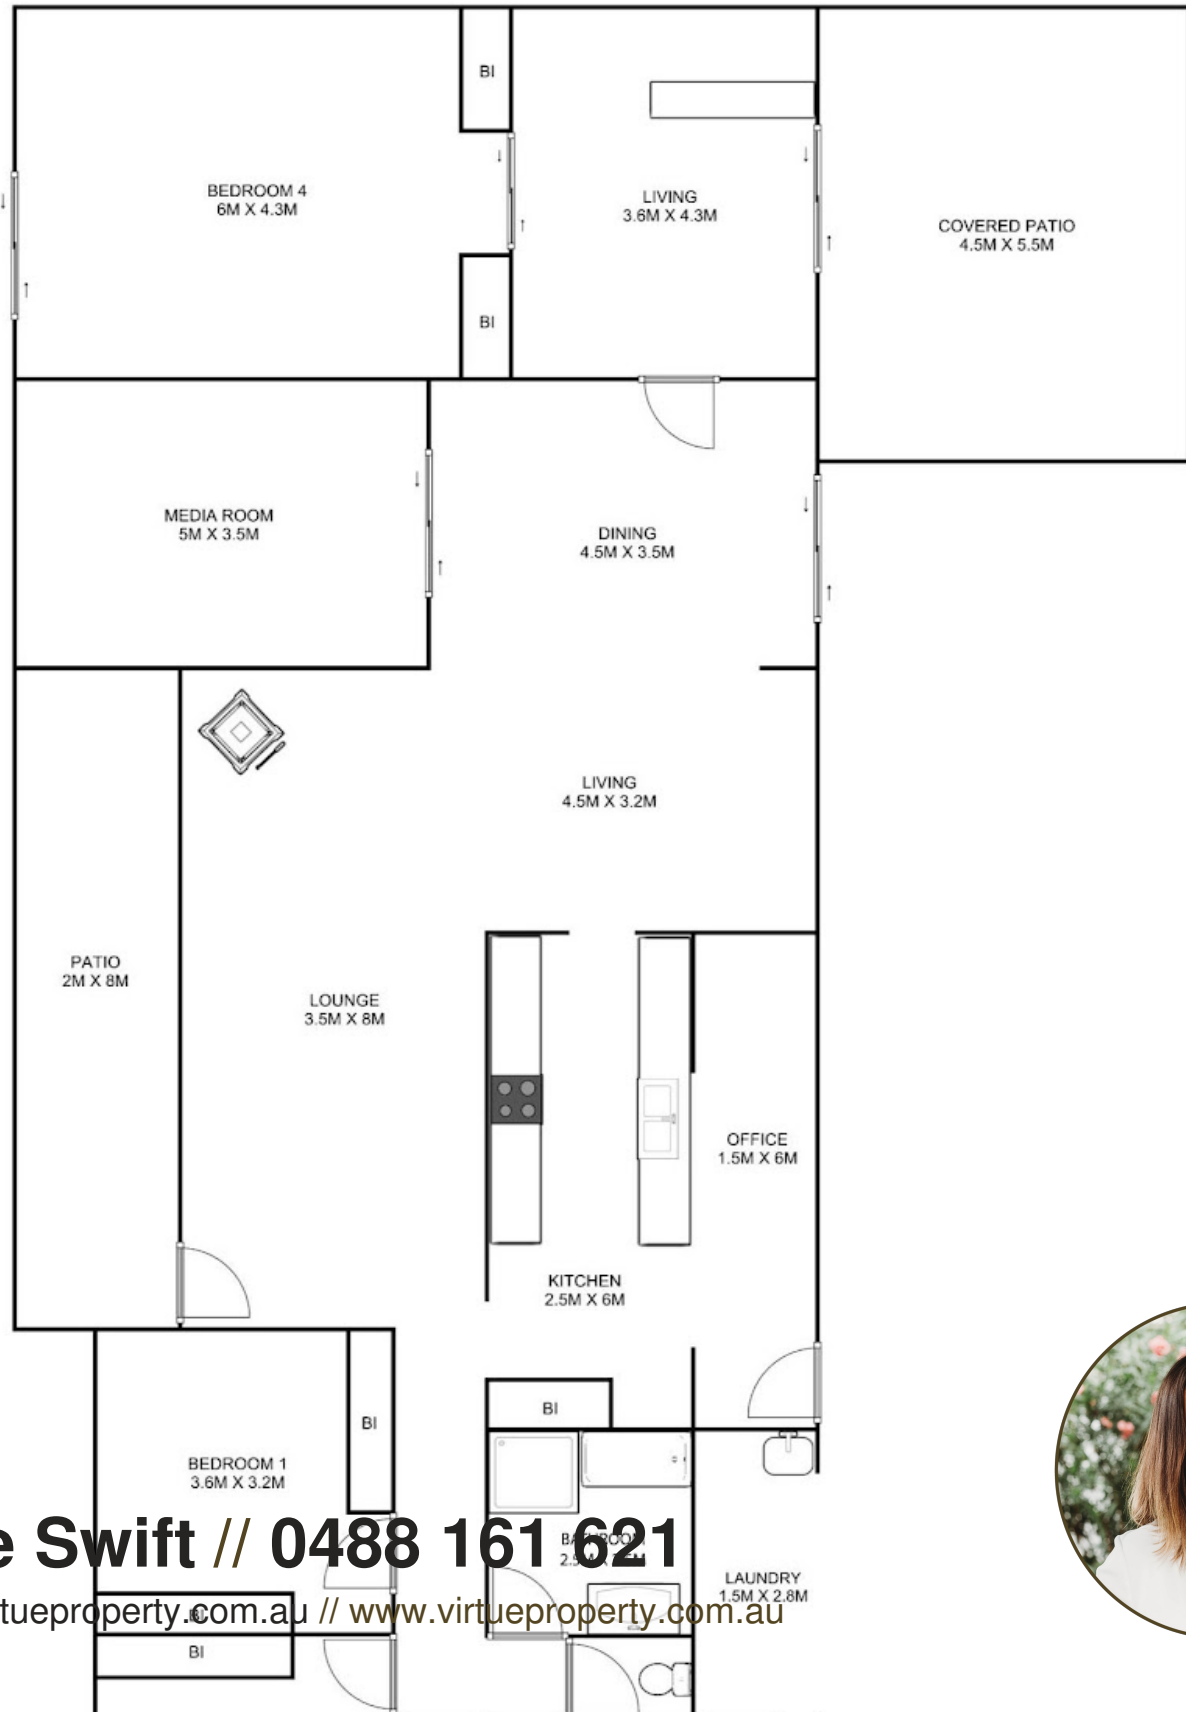 BI
BEDROOM 4
6M X 4.3M
LIVING
3.6M X 4.3M
COVERED PATIO
4.5M X 5.5M
BI
MEDIA ROOM
5M X 3.5M
DINING
4.5M X 3.5M
LIVING
4.5M X 3.2M
PATIO
2M X 8M
LOUNGE
3.5M X 8M
OFFICE
1.5M X 6M
KITCHEN
2.5M X 6M
BI
BI
BEDROOM 1
3.6M X 3.2M
e Swift // 0488 161 621
BATHROOM
LAUNDRY
1.5M X 2.8M
tueproperty.com.au // www.virtueproperty.com.au
BI
BI